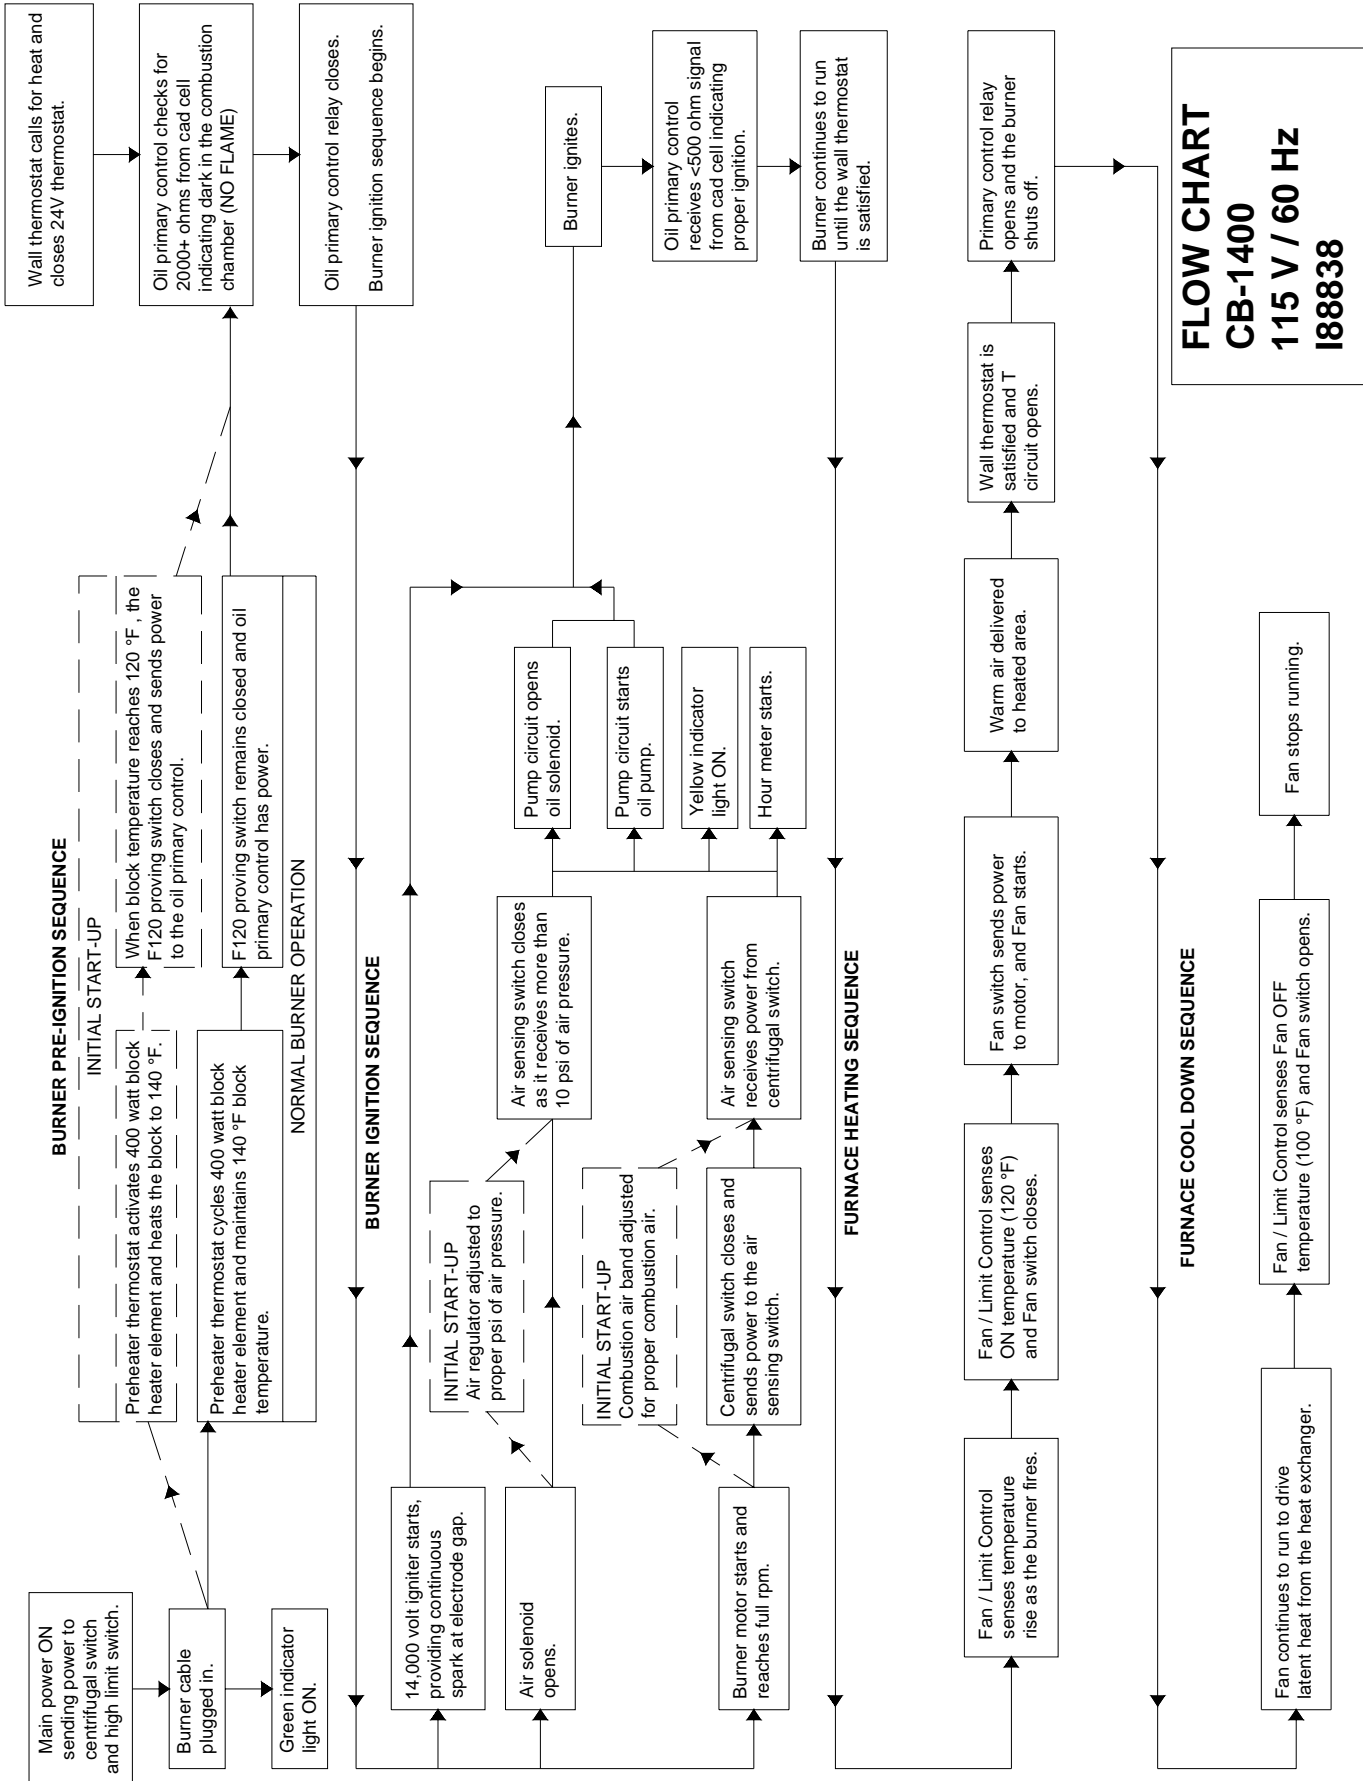 BURNER PRE-IGNITION SEQUENCE
Main power ON
sending power to
centrifugal switch
and high limit switch.
Burner cable
plugged in.
Green indicator
light ON.
INITIAL START-UP
Preheater thermostat activates 400 watt block
heater element and heats the block to 140 °F.
When block temperature reaches 120 °F , the
F120 proving switch closes and sends power
to the oil primary control.
Preheater thermostat cycles 400 watt block
heater element and maintains 140 °F block
temperature.
F120 proving switch remains closed and oil
primary control has power.
NORMAL BURNER OPERATION
Wall thermostat calls for heat and
closes 24V thermostat.
Oil primary control checks for
2000+ ohms from cad cell
indicating dark in the combustion
chamber (NO FLAME)
Oil primary control relay closes.
Burner ignition sequence begins.
BURNER IGNITION SEQUENCE
14,000 volt igniter starts,
providing continuous
spark at electrode gap.
Air solenoid
opens.
INITIAL START-UP
Air regulator adjusted to
proper psi of air pressure.
Air sensing switch closes
as it receives more than
10 psi of air pressure.
Burner motor starts and
reaches full rpm.
INITIAL START-UP
Combustion air band adjusted
for proper combustion air.
Centrifugal switch closes and
sends power to the air
sensing switch.
Air sensing switch
receives power from
centrifugal switch.
Pump circuit opens
oil solenoid.
Pump circuit starts
oil pump.
Yellow indicator
light ON.
Hour meter starts.
Burner ignites.
Oil primary control
receives <500 ohm signal
from cad cell indicating
proper ignition.
Burner continues to run
until the wall thermostat
is satisfied.
FURNACE HEATING SEQUENCE
Fan / Limit Control
senses temperature
rise as the burner fires.
Fan / Limit Control senses
ON temperature (120 °F)
and Fan switch closes.
Fan switch sends power
to motor, and Fan starts.
Warm air delivered
to heated area.
Wall thermostat is
satisfied and T
circuit opens.
Primary control relay
opens and the burner
shuts off.
FURNACE COOL DOWN SEQUENCE
Fan continues to run to drive
latent heat from the heat exchanger.
Fan / Limit Control senses Fan OFF
temperature (100 °F) and Fan switch opens.
Fan stops running.
FLOW CHART
CB-1400
115 V / 60 Hz
I88838